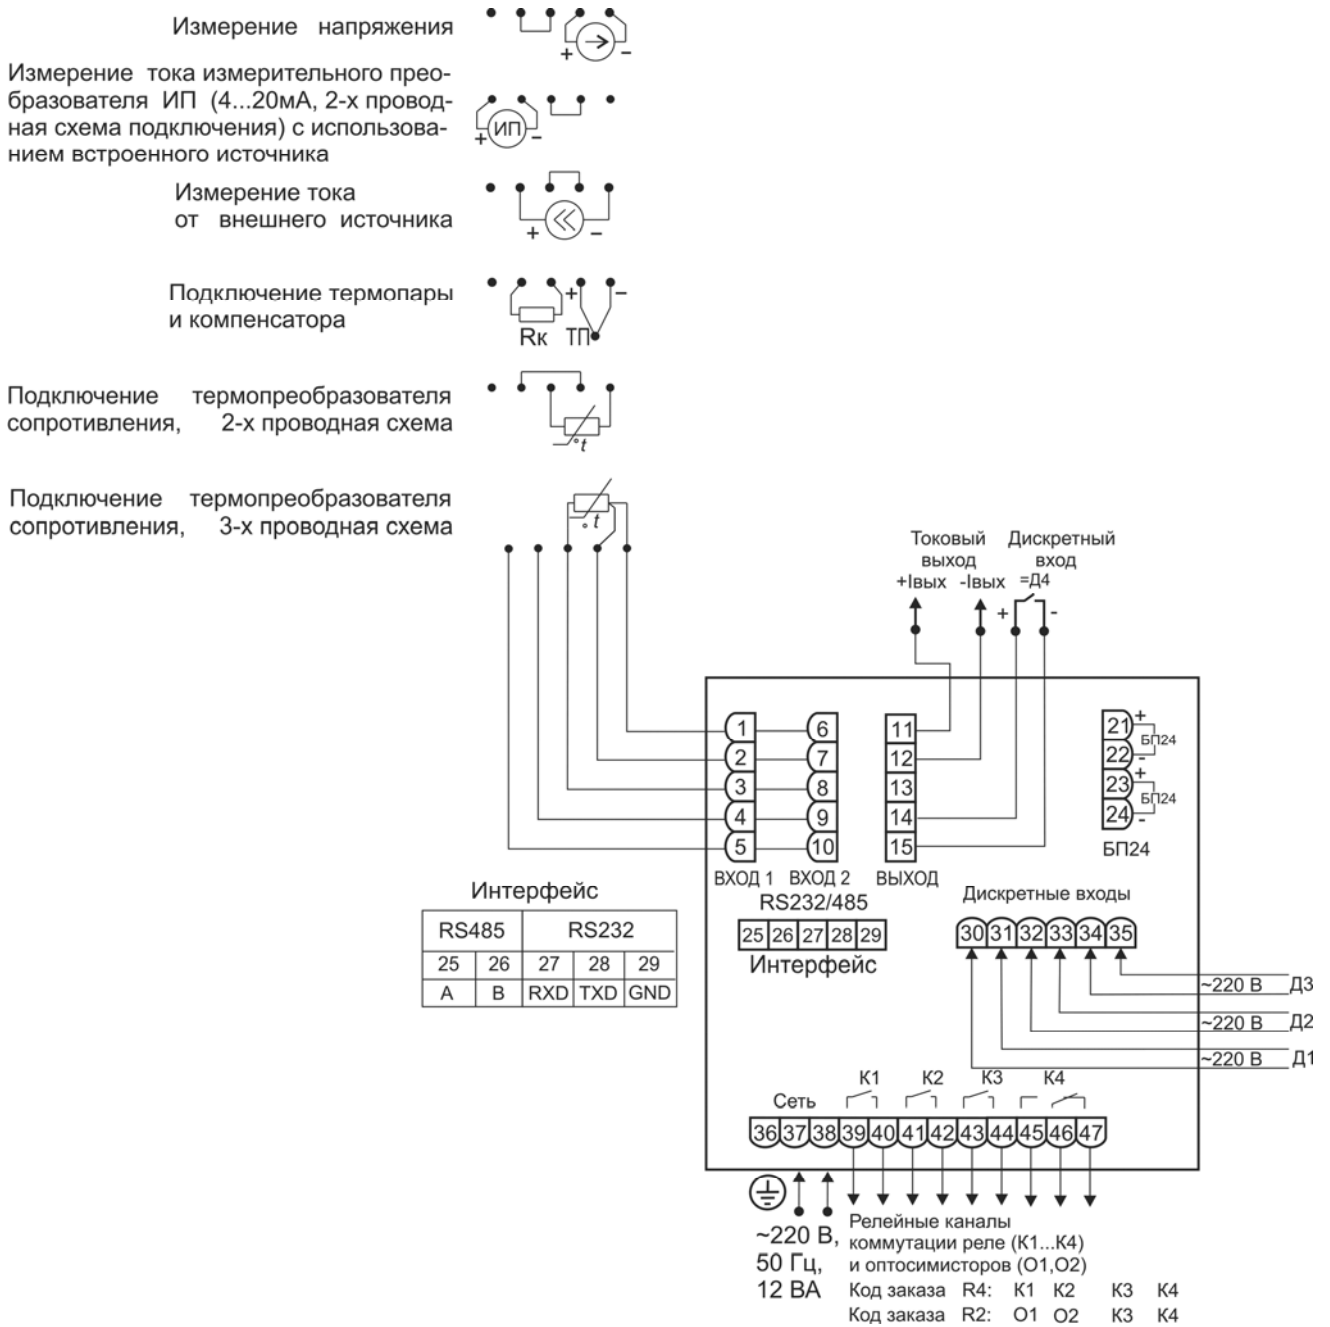 Измерение напряжения
+ −
Измерение тока измерительного прео-
бразователя ИП (4...20мА, 2-х провод-
ная схема подключения) с использова-
нием встроенного источника
+ ИП -
Измерение тока
от внешнего источника
+ −
Подключение термопары
и компенсатора
+ −
Rк ТП
Подключение термопреобразователя
сопротивления, 2-х проводная схема
°t
Подключение термопреобразователя
сопротивления, 3-х проводная схема
°t
Токовый Дискретный
выход вход
+Iвых -Iвых =Д4
+ -
1 6 11 21 +
БП24
2 7 12 22 -
3 8 13 23 +
БП24
4 9 14 24 -
5 10 15 БП24
ВХОД 1 ВХОД 2 ВЫХОД
RS232/485
25 26 27 28 29
Интерфейс
Дискретные входы
30 31 32 33 34 35
~220 В Д3
~220 В Д2
~220 В Д1
Интерфейс
RS485 RS232
25 26 27 28 29
A B RXD TXD GND
К1 К2 К3 К4
Сеть
36 37 38 39 40 41 42 43 44 45 46 47
~220 В,
50 Гц,
12 ВА
Релейные каналы
коммутации реле (К1...К4)
и оптосимисторов (О1,О2)
Код заказа R4: К1 К2 К3 К4
Код заказа R2: О1 О2 К3 К4